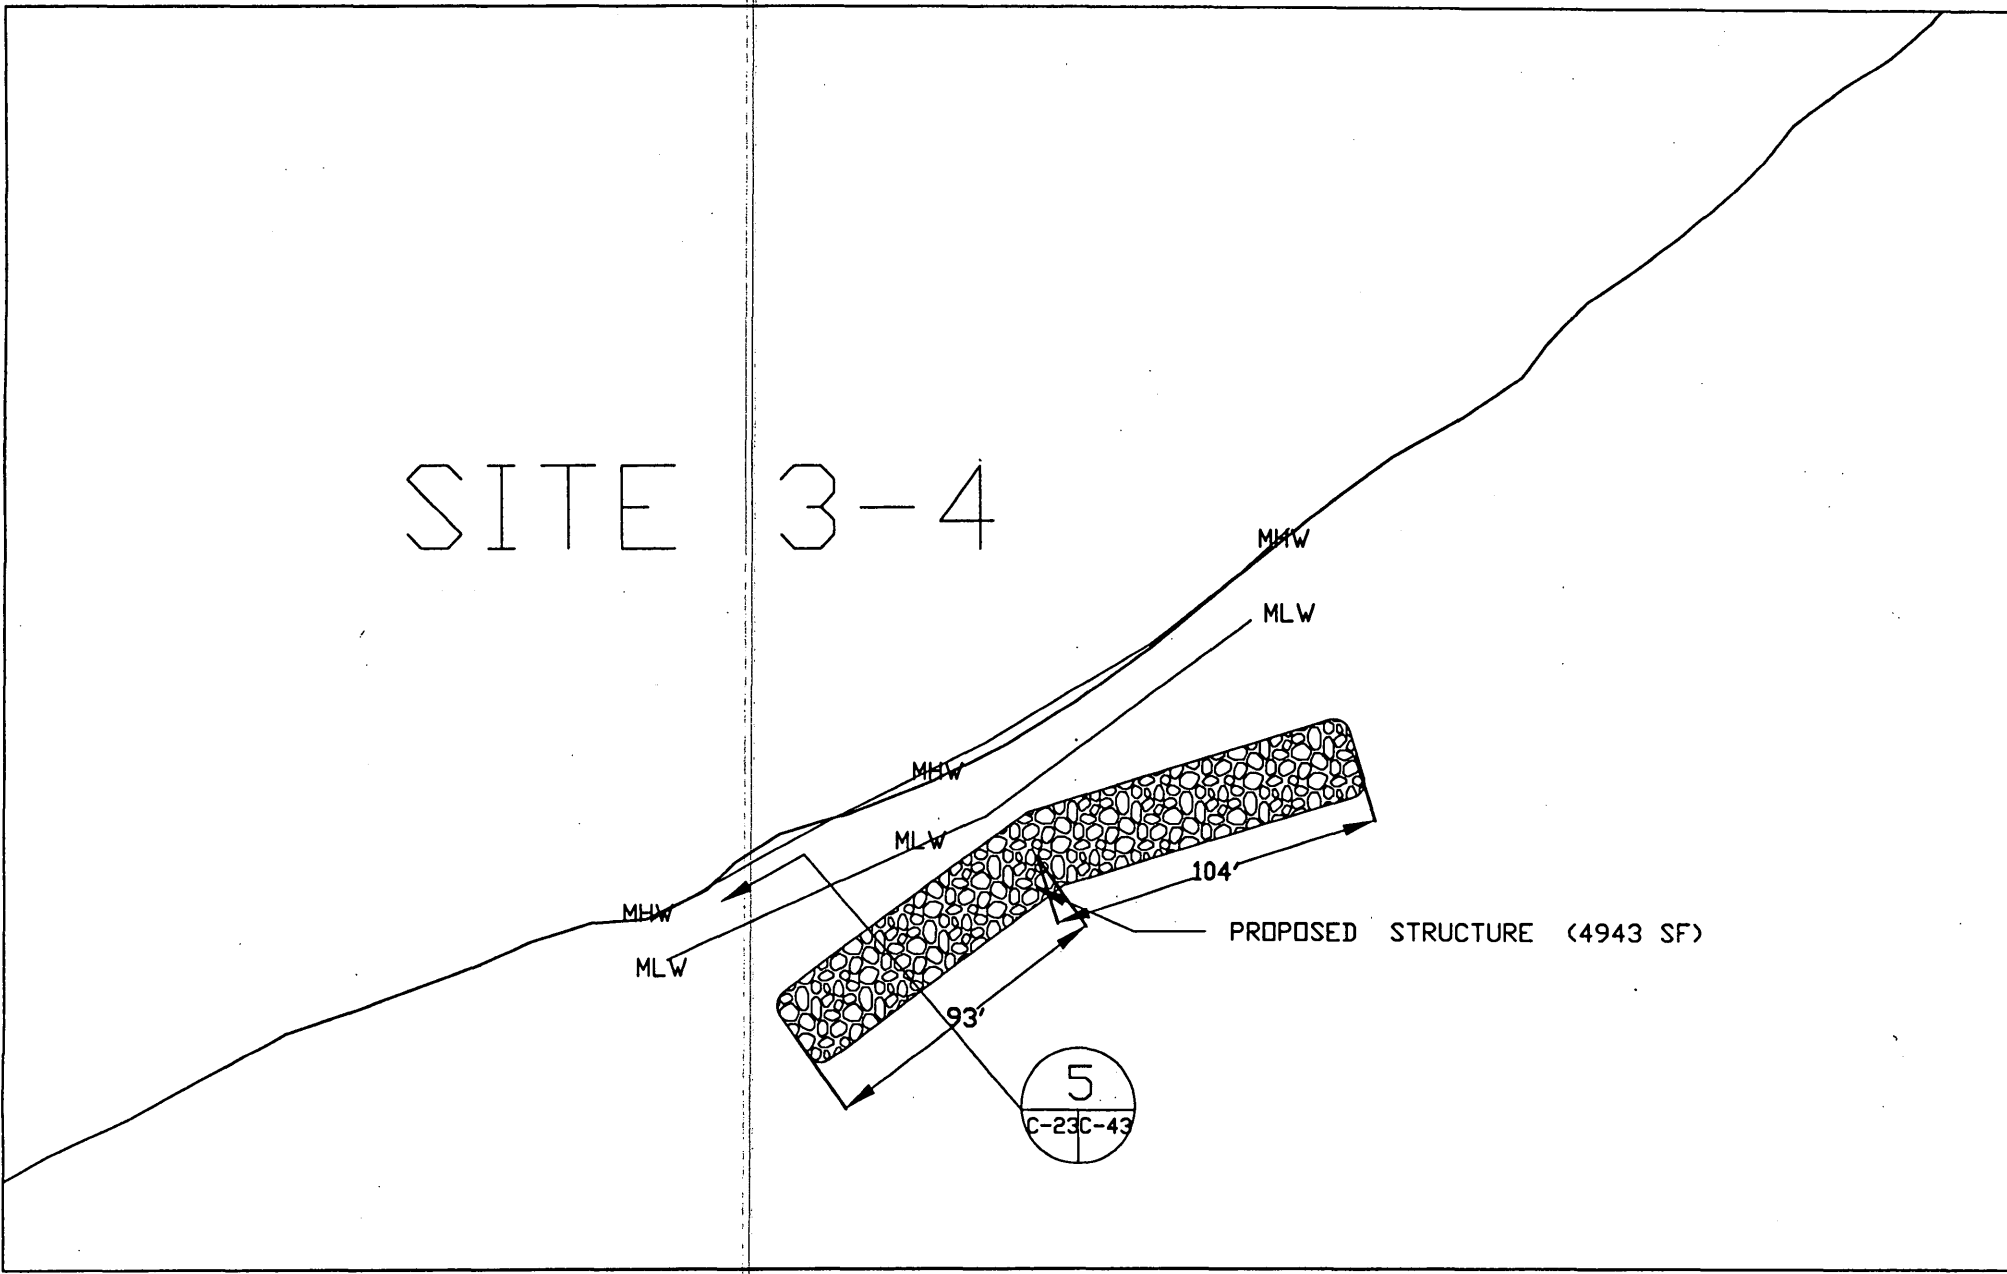 SITE 3-4
MHW
MLW
MHW
MLW
104'
MHW
PROPOSED STRUCTURE (4943 SF)
MLW
93'
5
C-23 C-43